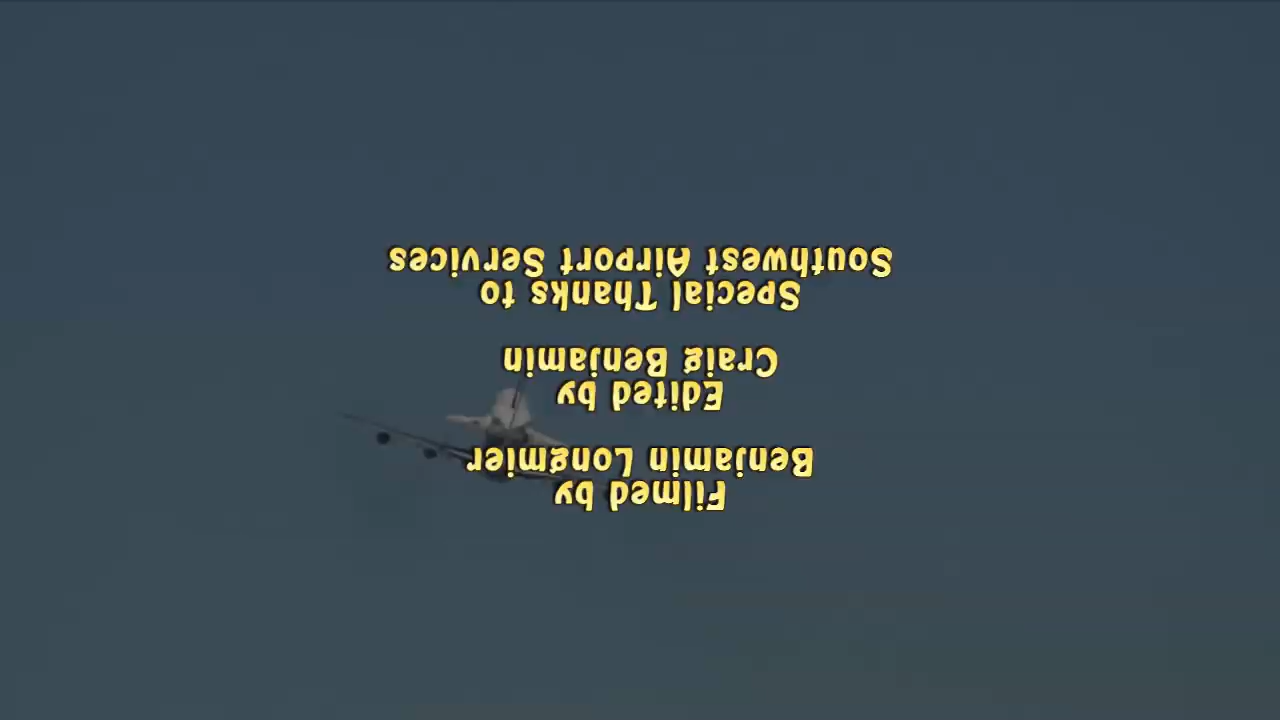 Filmed by
Benjamin Longmier
Edited by
Craig Benjamin
Special Thanks to
Southwest Airport Services